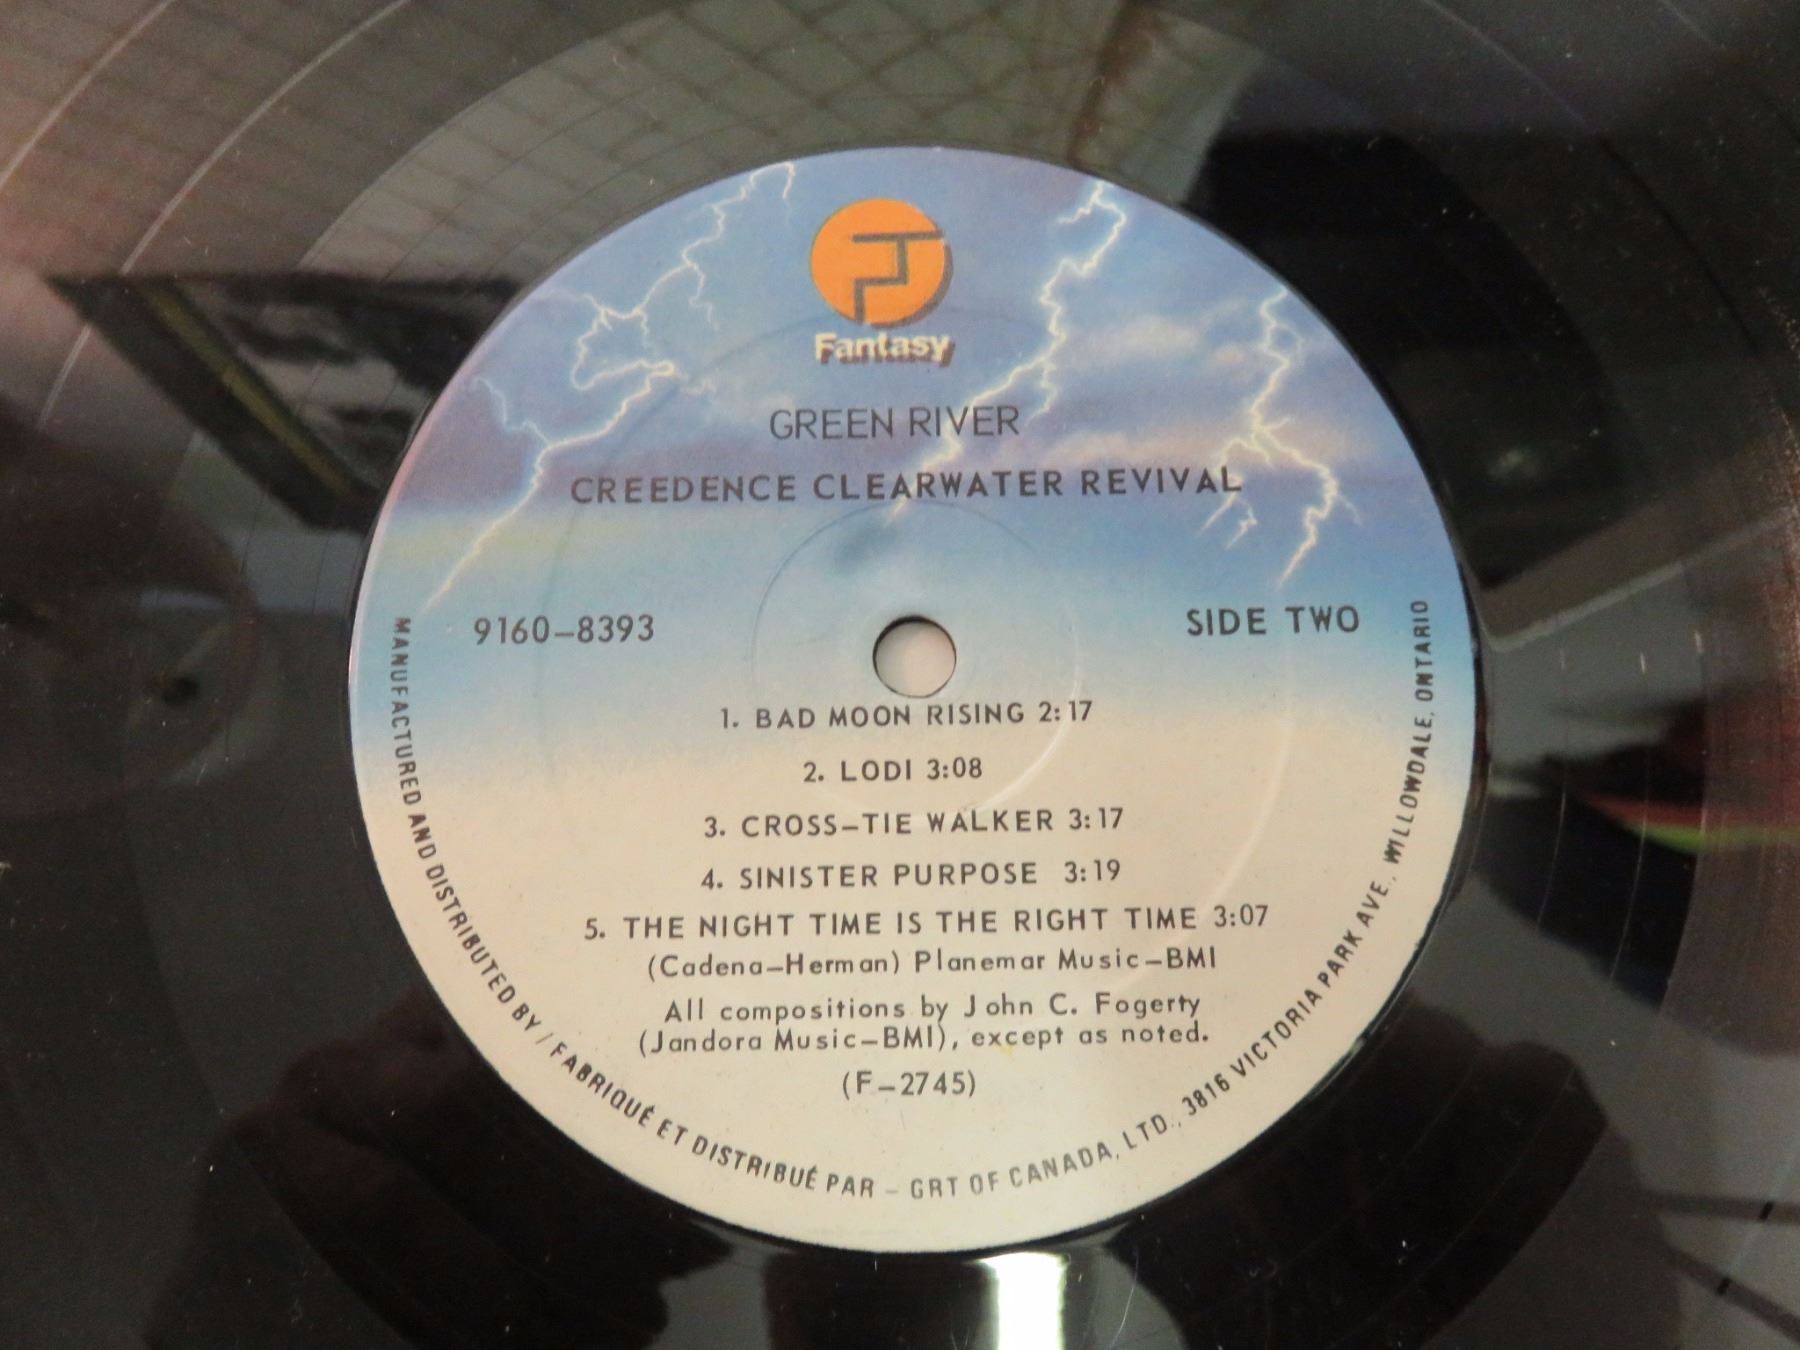 Fantasy
GREEN RIVER
CREEDENCE CLEARWATER REVIVAL
9160-8393
SIDE TWO
1. BAD MOON RISING 2:17
2. LODI 3:08
3. CROSS-TIE WALKER 3:17
4. SINISTER PURPOSE 3:19
5. THE NIGHT TIME IS THE RIGHT TIME 3:07
(Cadena-Herman) Planemar Music-BMI
All compositions by John C. Fogerty
(Jandora Music-BMI), except as noted.
(F-2745)
MANUFACTURED AND DISTRIBUTED BY / FABRIQUÉ ET DISTRIBUÉ PAR - GRT OF CANADA, LTD., 3816 VICTORIA PARK AVE., WILLOWDALE, ONTARIO